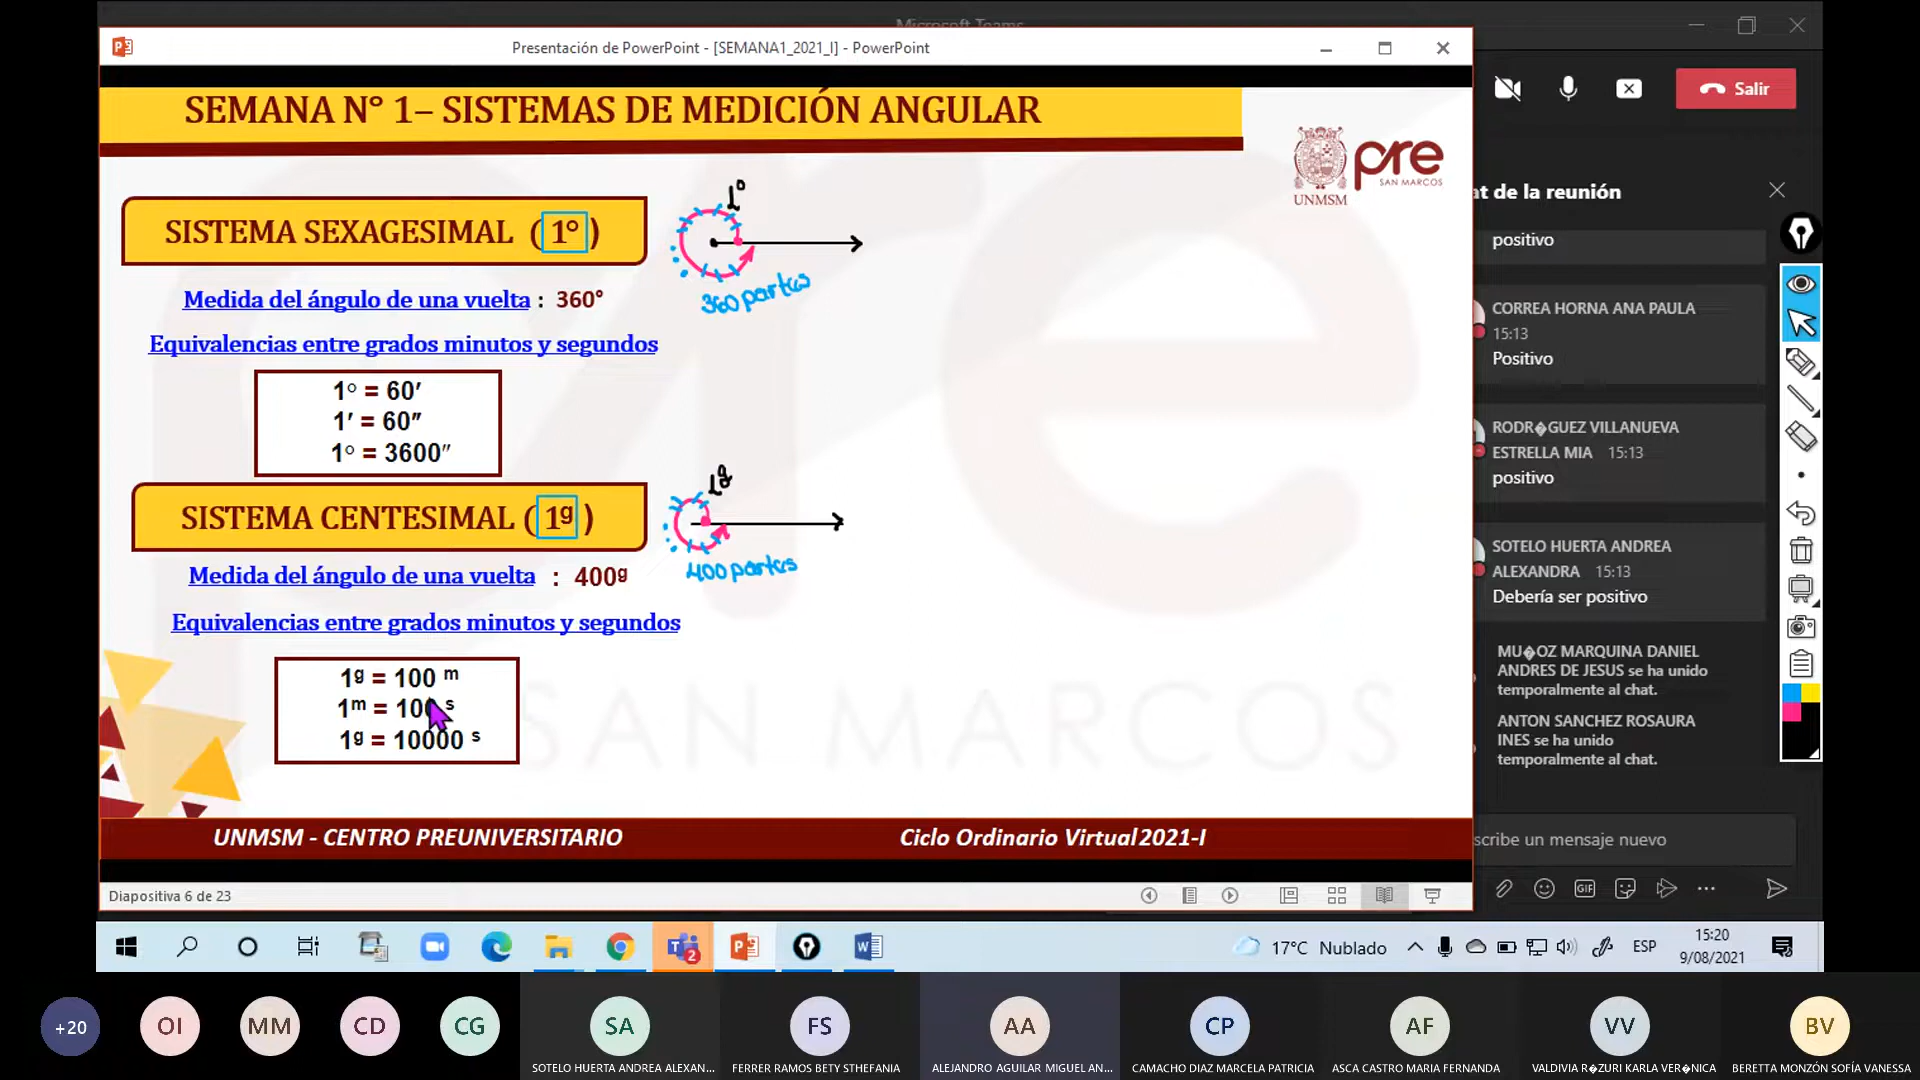 Microsoft Teams
Presentación de PowerPoint - [SEMANA1_2021_I] - PowerPoint
SEMANA N° 1– SISTEMAS DE MEDICIÓN ANGULAR
UNMSM
pre
SAN MARCOS
SISTEMA SEXAGESIMAL (1°)
1°
360 partes
Medida del ángulo de una vuelta : 360°
Equivalencias entre grados minutos y segundos
1° = 60′
1′ = 60″
1° = 3600″
SISTEMA CENTESIMAL (1g)
1g
400 partes
Medida del ángulo de una vuelta : 400g
Equivalencias entre grados minutos y segundos
1g = 100 m
1m = 100 s
1g = 10000 s
SAN MARCOS
UNMSM - CENTRO PREUNIVERSITARIO
Ciclo Ordinario Virtual 2021-I
Diapositiva 6 de 23
Salir
at de la reunión
positivo
CORREA HORNA ANA PAULA
15:13
Positivo
RODR�GUEZ VILLANUEVA
ESTRELLA MIA 15:13
positivo
SOTELO HUERTA ANDREA
ALEXANDRA 15:13
Debería ser positivo
MU�OZ MARQUINA DANIEL
ANDRES DE JESUS se ha unido
temporalmente al chat.
ANTON SANCHEZ ROSAURA
INES se ha unido
temporalmente al chat.
scribe un mensaje nuevo
GIF
2
17°C Nublado
ESP
15:20
9/08/2021
+20
OI
MM
CD
CG
SA
FS
AA
CP
AF
VV
BV
SOTELO HUERTA ANDREA ALEXAN...
FERRER RAMOS BETY STHEFANIA
ALEJANDRO AGUILAR MIGUEL AN...
CAMACHO DIAZ MARCELA PATRICIA
ASCA CASTRO MARIA FERNANDA
VALDIVIA R�ZURI KARLA VER�NICA
BERETTA MONZÓN SOFÍA VANESSA